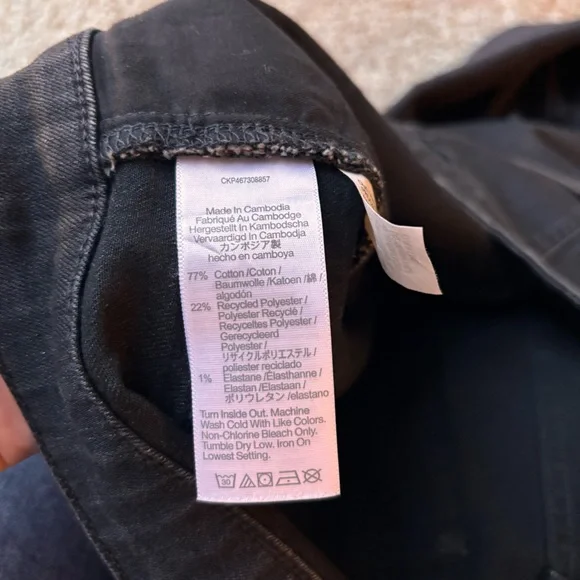 CKP467308857
Made In Cambodia
Fabriqué Au Cambodge
Hergestellt In Kambodscha
Vervaardigd In Cambodja
カンボジア製
hecho en camboya
77% Cotton /Coton /
Baumwolle /Katoen /綿 /
algodón
22% Recycled Polyester /
Polyester Recyclé /
Recyceltes Polyester /
Gerecycleerd
Polyester /
リサイクルポリエステル /
poliester reciclado
1% Elastane /Élasthanne /
Elastan /Elastaan /
ポリウレタン /elastano
Turn Inside Out. Machine
Wash Cold With Like Colors.
Non-Chlorine Bleach Only.
Tumble Dry Low. Iron On
Lowest Setting.
30